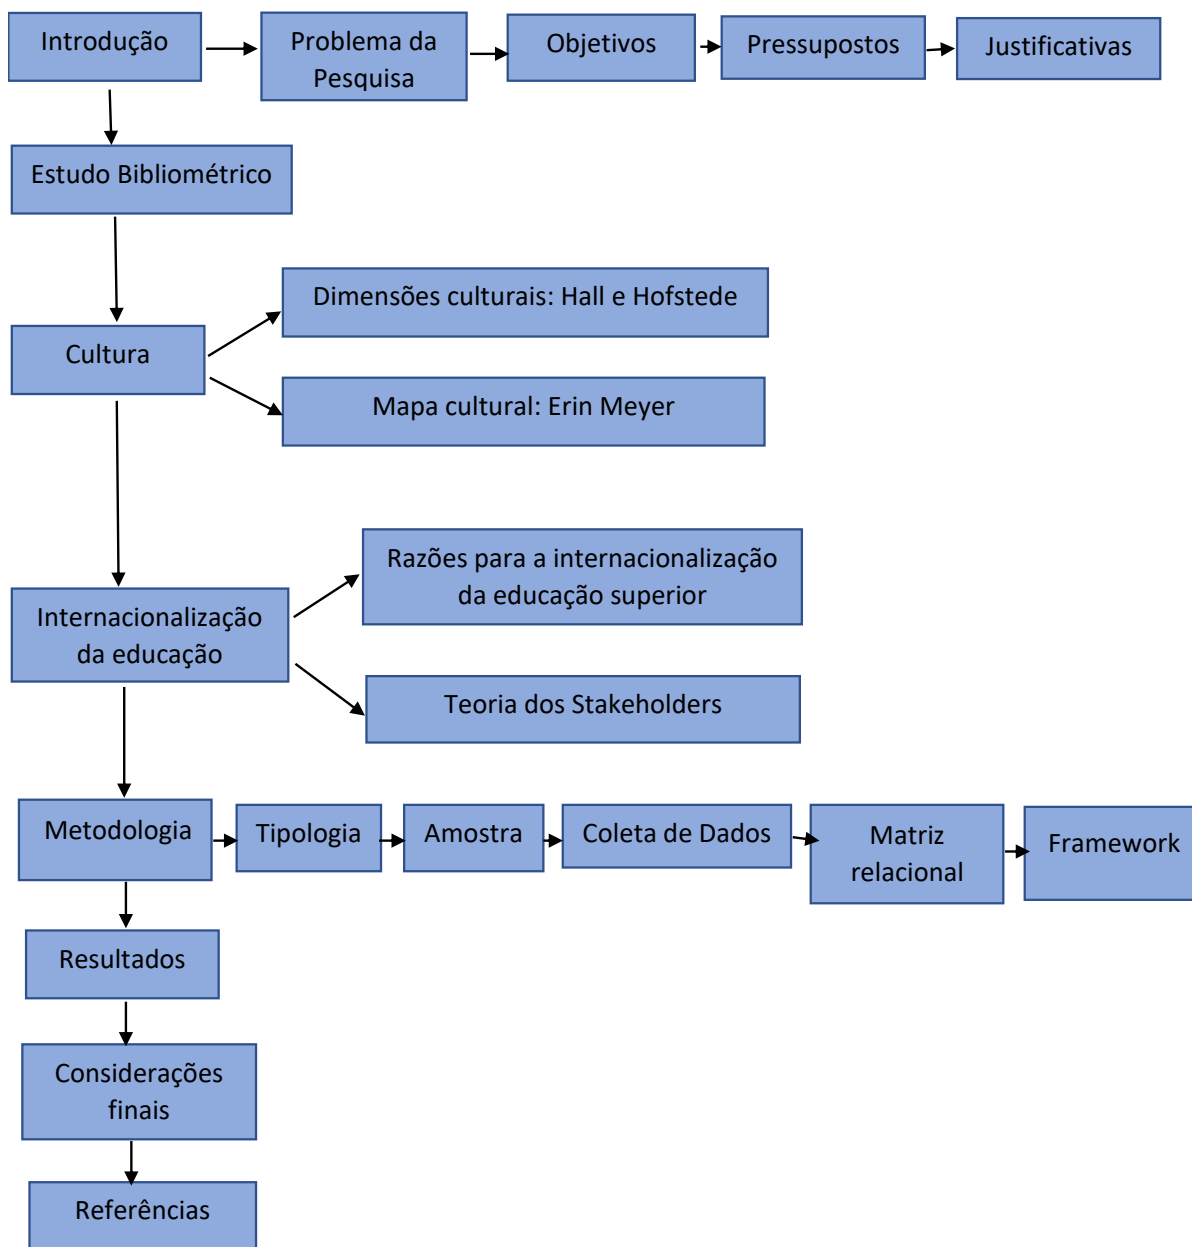 Introdução
Problema da
Pesquisa
Objetivos
Pressupostos
Justificativas
Estudo Bibliométrico
Cultura
Dimensões culturais: Hall e Hofstede
Mapa cultural: Erin Meyer
Internacionalização
da educação
Razões para a internacionalização
da educação superior
Teoria dos Stakeholders
Metodologia
Tipologia
Amostra
Coleta de Dados
Matriz
relacional
Framework
Resultados
Considerações
finais
Referências